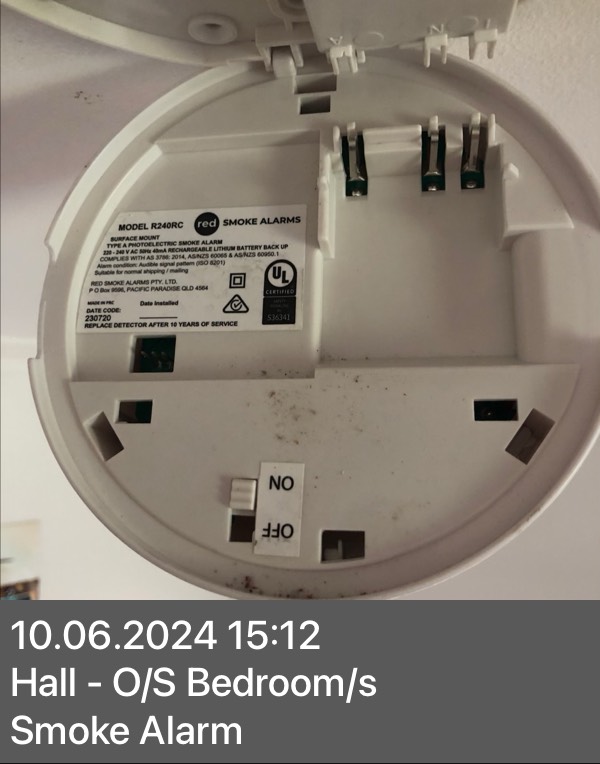 MODEL R240RC red SMOKE ALARMS
SURFACE MOUNT
TYPE A PHOTOELECTRIC SMOKE ALARM
220 - 240 V AC 50Hz 40mA RECHARGEABLE LITHIUM BATTERY BACK UP
COMPLIES WITH AS 3786: 2014, AS/NZS 60065 & AS/NZS 60950.1
Alarm condition: Audible signal pattern (ISO 8201)
Suitable for normal shipping / mailing
RED SMOKE ALARMS PTY. LTD.
P O Box 9596, PACIFIC PARADISE QLD 4564
UL
CERTIFIED
MADE IN PRC
Date Installed
DATE CODE:
230720
S36341
REPLACE DETECTOR AFTER 10 YEARS OF SERVICE
ON
OFF
10.06.2024 15:12
Hall - O/S Bedroom/s
Smoke Alarm